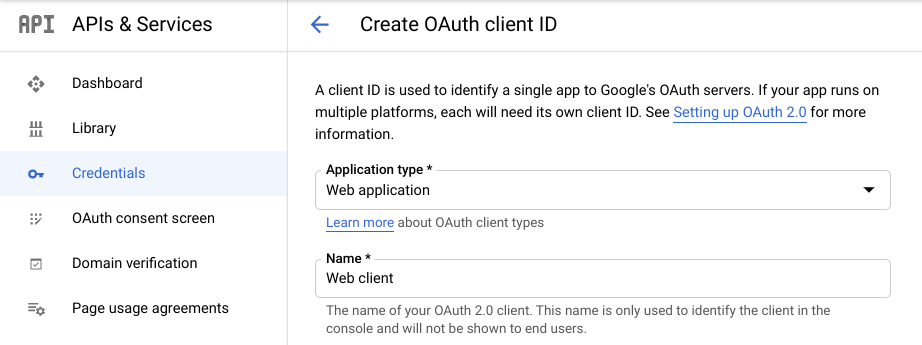 API APIs & Services
Dashboard
Library
Credentials
OAuth consent screen
Domain verification
Page usage agreements
Create OAuth client ID
A client ID is used to identify a single app to Google's OAuth servers. If your app runs on
multiple platforms, each will need its own client ID. See Setting up OAuth 2.0 for more
information.
Application type *
Web application
Learn more about OAuth client types
Name *
Web client
The name of your OAuth 2.0 client. This name is only used to identify the client in the
console and will not be shown to end users.